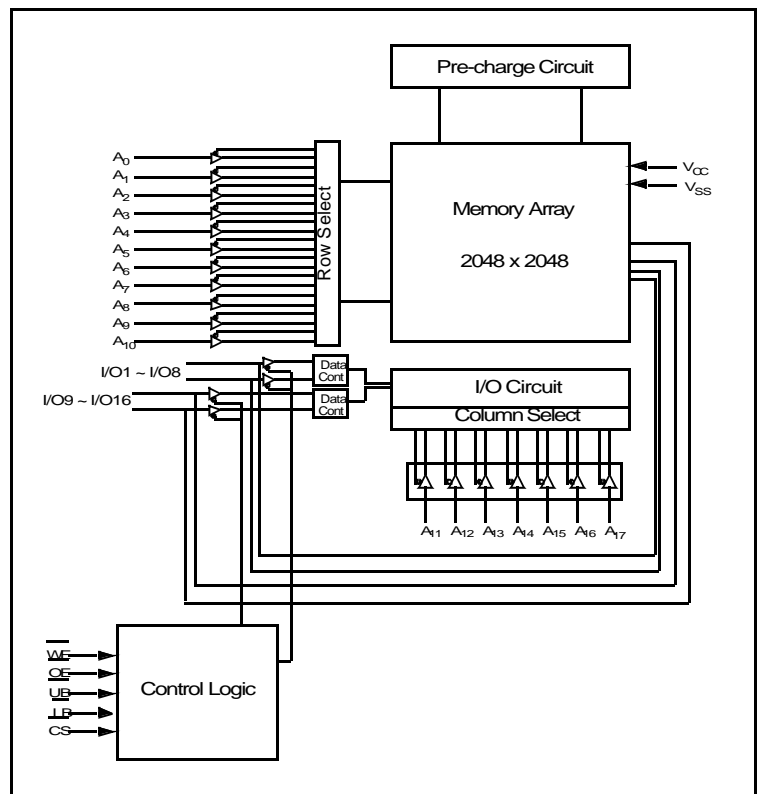 Pre-charge Circuit
A0
A1
A2
A3
A4
A5
A6
A7
A8
A9
A10
Row Select
Memory Array
2048 x 2048
VCC
VSS
I/O1 ~ I/O8
I/O9 ~ I/O16
Data
Cont
Data
Cont
I/O Circuit
Column Select
A11 A12 A13 A14 A15 A16 A17
WE
OE
UB
LB
CS
Control Logic